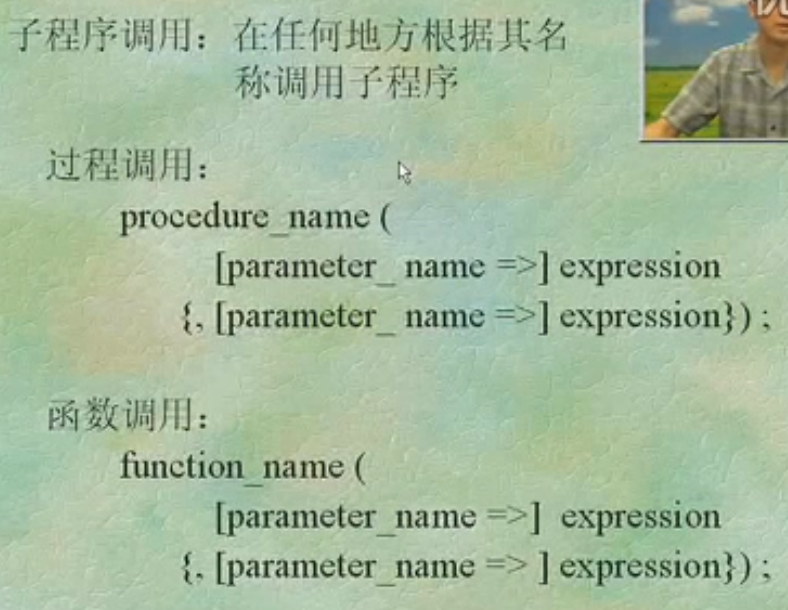 子程序调用：在任何地方根据其名
称调用子程序
过程调用：
procedure_name (
[parameter_ name =>] expression
{, [parameter_ name =>] expression}) ;
函数调用：
function_name (
[parameter_name =>] expression
{, [parameter_name => ] expression}) ;